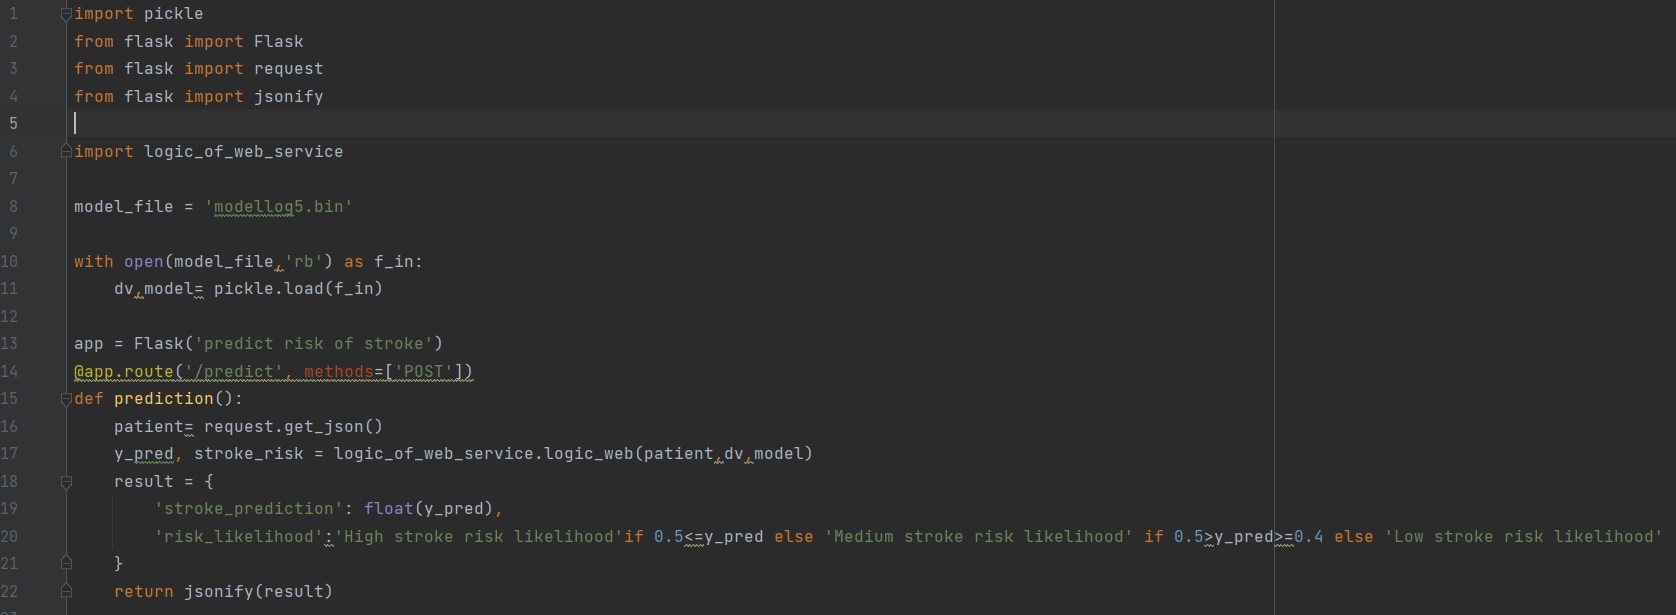 1 import pickle
2 from flask import Flask
3 from flask import request
4 from flask import jsonify
5
6 import logic_of_web_service
7
8 model_file = 'modellog5.bin'
9
10 with open(model_file,'rb') as f_in:
11     dv,model= pickle.load(f_in)
12
13 app = Flask('predict risk of stroke')
14 @app.route('/predict', methods=['POST'])
15 def prediction():
16     patient= request.get_json()
17     y_pred, stroke_risk = logic_of_web_service.logic_web(patient,dv,model)
18     result = {
19         'stroke_prediction': float(y_pred),
20         'risk_likelihood':'High stroke risk likelihood'if 0.5<=y_pred else 'Medium stroke risk likelihood' if 0.5>y_pred>=0.4 else 'Low stroke risk likelihood'
21     }
22     return jsonify(result)